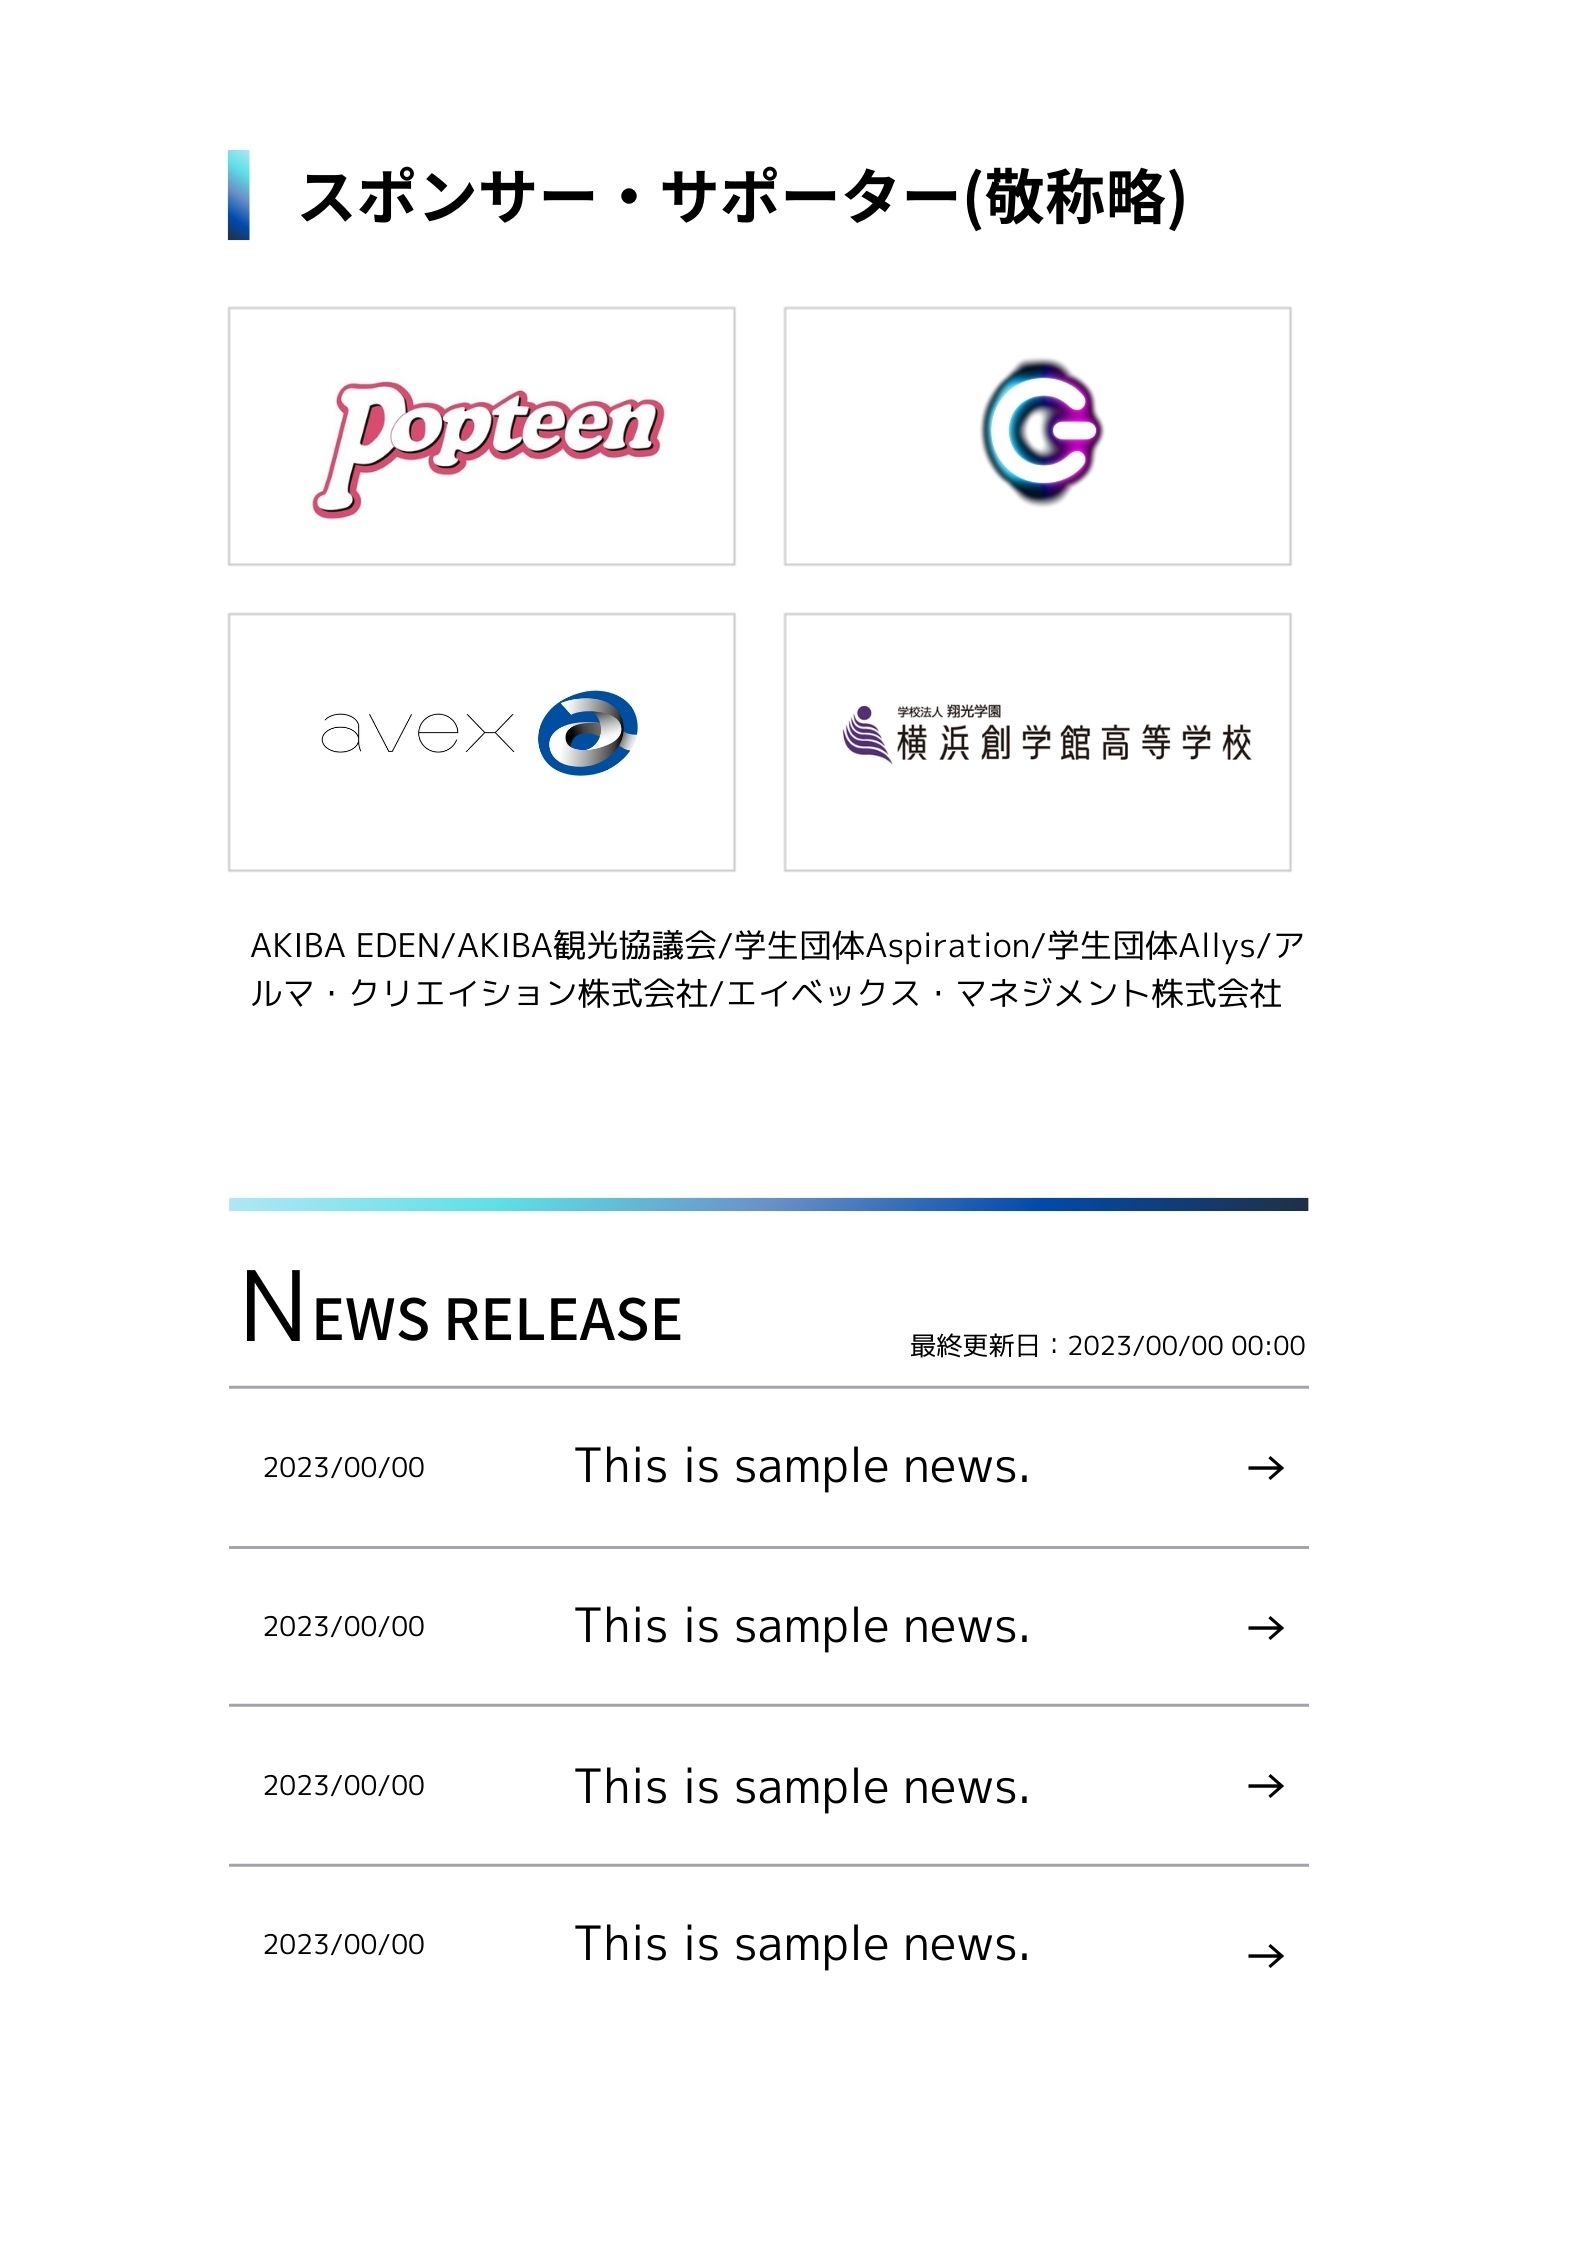 スポンサー・サポーター(敬称略)
Popteen
avex
学校法人 翔光学園
横浜創学館高等学校
AKIBA EDEN/AKIBA観光協議会/学生団体Aspiration/学生団体Allys/ア
ルマ・クリエイション株式会社/エイベックス・マネジメント株式会社
NEWS RELEASE
最終更新日：2023/00/00 00:00
2023/00/00 This is sample news. →
2023/00/00 This is sample news. →
2023/00/00 This is sample news. →
2023/00/00 This is sample news. →